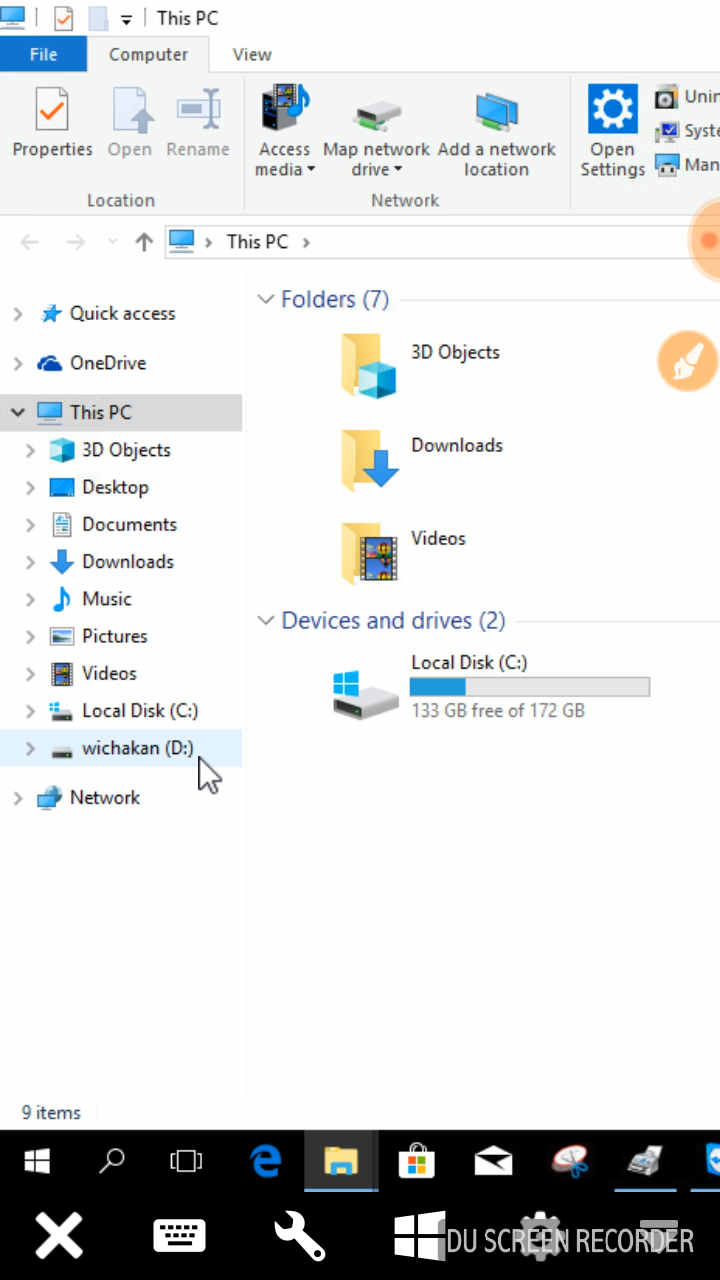 This PC
File Computer View
Properties Open Rename Access media Map network drive Add a network location Open Settings
Location Network
This PC
Quick access
OneDrive
This PC
3D Objects
Desktop
Documents
Downloads
Music
Pictures
Videos
Local Disk (C:)
wichakan (D:)
Network
Folders (7)
3D Objects
Downloads
Videos
Devices and drives (2)
Local Disk (C:)
133 GB free of 172 GB
9 items
DU SCREEN RECORDER